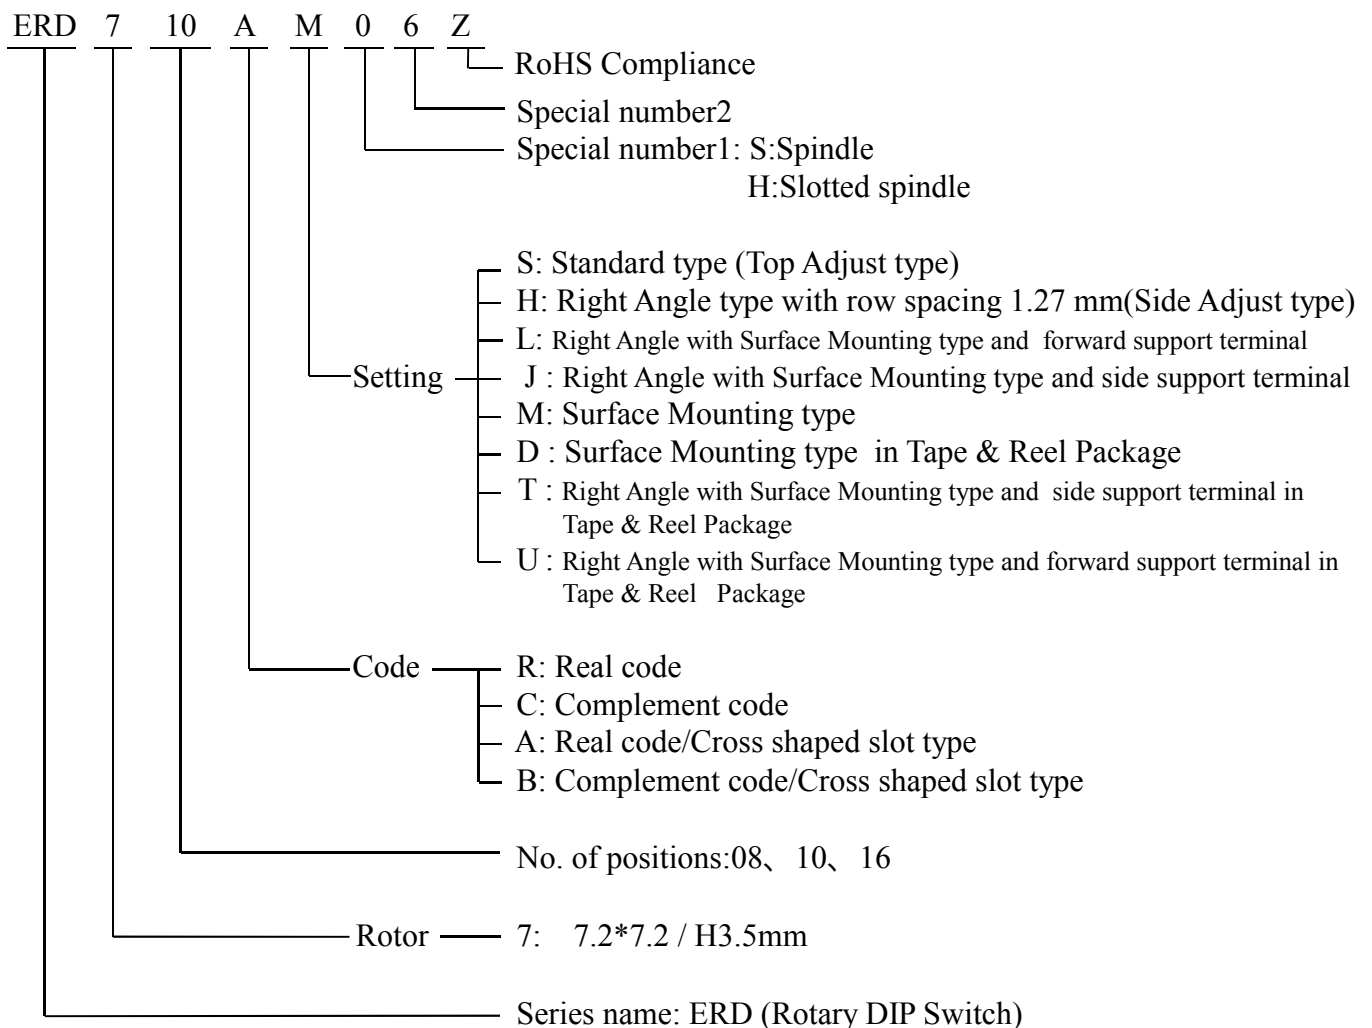 ERD 7 10 A M 0 6 Z
RoHS Compliance
Special number2
Special number1: S:Spindle
H:Slotted spindle
Setting
S: Standard type (Top Adjust type)
H: Right Angle type with row spacing 1.27 mm(Side Adjust type)
L: Right Angle with Surface Mounting type and forward support terminal
J : Right Angle with Surface Mounting type and side support terminal
M: Surface Mounting type
D : Surface Mounting type in Tape & Reel Package
T : Right Angle with Surface Mounting type and side support terminal in
Tape & Reel Package
U : Right Angle with Surface Mounting type and forward support terminal in
Tape & Reel Package
Code
R: Real code
C: Complement code
A: Real code/Cross shaped slot type
B: Complement code/Cross shaped slot type
No. of positions:08、10、16
Rotor 7: 7.2*7.2 / H3.5mm
Series name: ERD (Rotary DIP Switch)